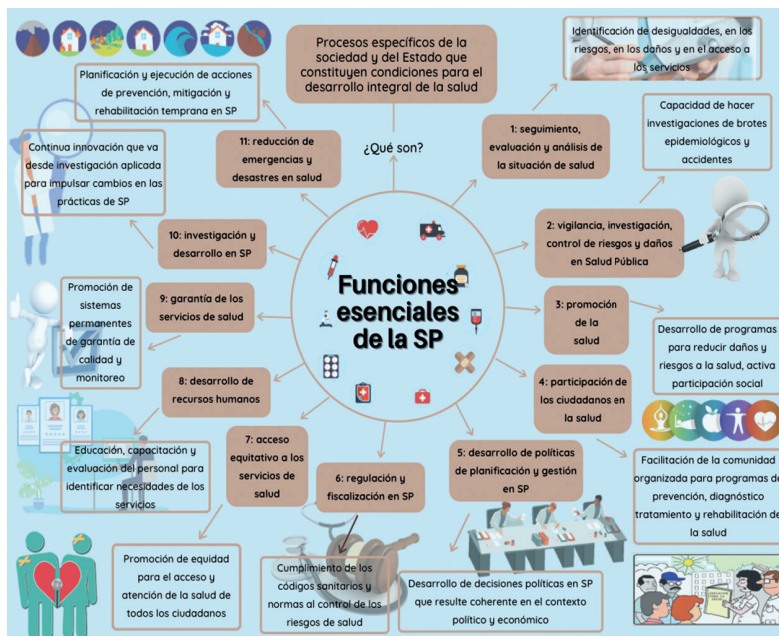 Procesos específicos de la
sociedad y del Estado que
constituyen condiciones para el
desarrollo integral de la salud
¿Qué son?
Funciones
esenciales
de la SP
1: seguimiento,
evaluación y análisis
de la situación de salud
Identificación de desigualdades, en los
riesgos, en los daños y en el acceso a
los servicios
2: vigilancia, investigación,
control de riesgos y daños
en Salud Pública
Capacidad de hacer
investigaciones de brotes
epidemiológicos y
accidentes
3: promoción
de la
salud
Desarrollo de programas
para reducir daños y
riesgos a la salud, activa
participación social
4: participación de
los ciudadanos en
la salud
Facilitación de la comunidad
organizada para programas de
prevención, diagnóstico
tratamiento y rehabilitación de
la salud
5: desarrollo de políticas
de planificación y gestión
en SP
Desarrollo de decisiones políticas en SP
que resulte coherente en el contexto
político y económico
6: regulación y
fiscalización en SP
Cumplimiento de los
códigos sanitarios y
normas al control de los
riesgos de salud
7: acceso
equitativo a los
servicios de
salud
Promoción de equidad
para el acceso y
atención de la salud de
todos los ciudadanos
8: desarrollo de
recursos humanos
Educación, capacitación y
evaluación del personal para
identificar necesidades de los
servicios
9: garantía de los
servicios de salud
Promoción de
sistemas
permanentes
de garantía de
calidad y
monitoreo
10: investigación y
desarrollo en SP
Continua innovación que va
desde investigación aplicada
para impulsar cambios en las
prácticas de SP
11: reducción de
emergencias y
desastres en salud
Planificación y ejecución de acciones
de prevención, mitigación y
rehabilitación temprana en SP